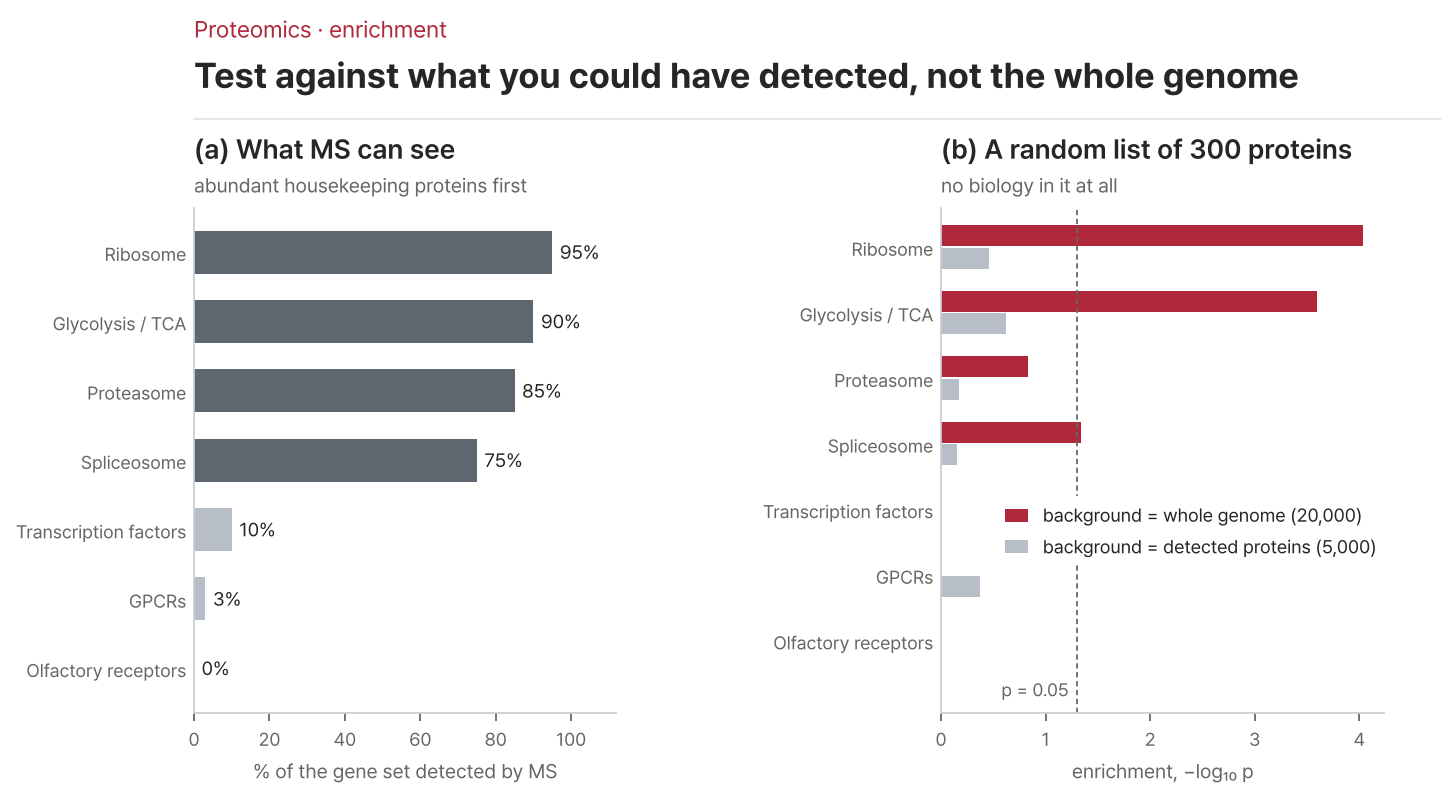 Proteomics · enrichment
Test against what you could have detected, not the whole genome
(a) What MS can see
abundant housekeeping proteins first
Ribosome
95%
Glycolysis / TCA
90%
Proteasome
85%
Spliceosome
75%
Transcription factors
10%
GPCRs
3%
Olfactory receptors
0%
0 20 40 60 80 100
% of the gene set detected by MS
(b) A random list of 300 proteins
no biology in it at all
Ribosome
Glycolysis / TCA
Proteasome
Spliceosome
Transcription factors
background = whole genome (20,000)
background = detected proteins (5,000)
GPCRs
Olfactory receptors
p = 0.05
0 1 2 3 4
enrichment, −log₁₀ p